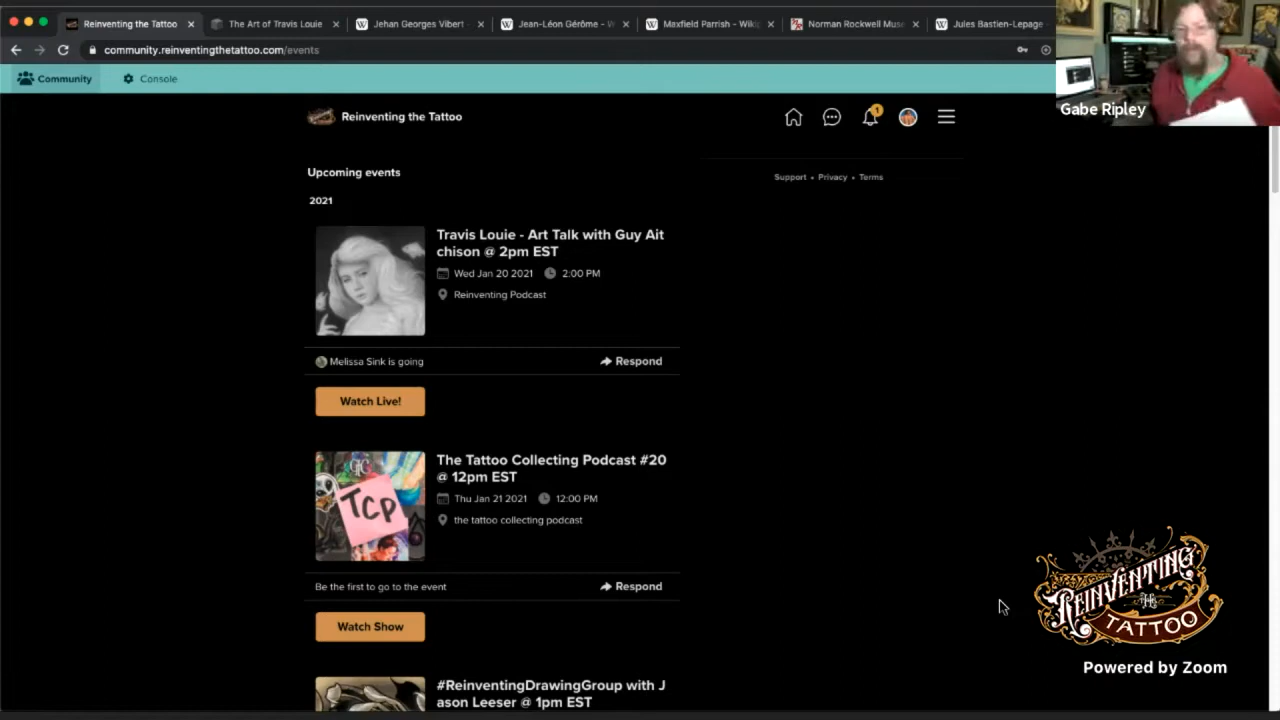 Reinventing the Tattoo
The Art of Travis Louie
Jehan Georges Vibert -
Jean-Léon Gérôme - W
Maxfield Parrish - Wiki
Norman Rockwell Mus
Jules Bastien-Lepage -
community.reinventingthetattoo.com/events
Community
Console
Gabe Ripley
Reinventing the Tattoo
1
Upcoming events
Support • Privacy • Terms
2021
Travis Louie - Art Talk with Guy Ait
chison @ 2pm EST
Wed Jan 20 2021 2:00 PM
Reinventing Podcast
Melissa Sink is going
Respond
Watch Live!
The Tattoo Collecting Podcast #20
@ 12pm EST
TCP
Thu Jan 21 2021 12:00 PM
the tattoo collecting podcast
Be the first to go to the event
Respond
Watch Show
REINVENTING
THE
TATTOO
Powered by Zoom
#ReinventingDrawingGroup with J
ason Leeser @ 1pm EST